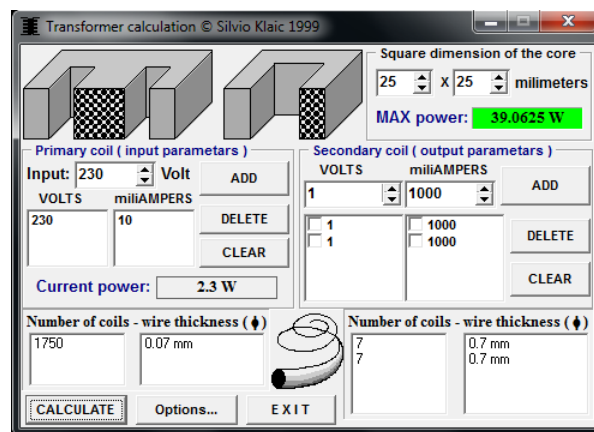 Transformer calculation © Silvio Klaic 1999
Square dimension of the core
25 X 25 milimeters
MAX power: 39.0625 W
Primary coil ( input parametars )
Input: 230 Volt ADD
VOLTS miliAMPERS
230 10
DELETE
CLEAR
Current power: 2.3 W
Secondary coil ( output parametars )
VOLTS miliAMPERS
1 1000 ADD
1 1000
1 1000
DELETE
CLEAR
Number of coils - wire thickness ( ϕ )
1750 0.07 mm
Number of coils - wire thickness ( ϕ )
7 0.7 mm
7 0.7 mm
CALCULATE Options... EXIT